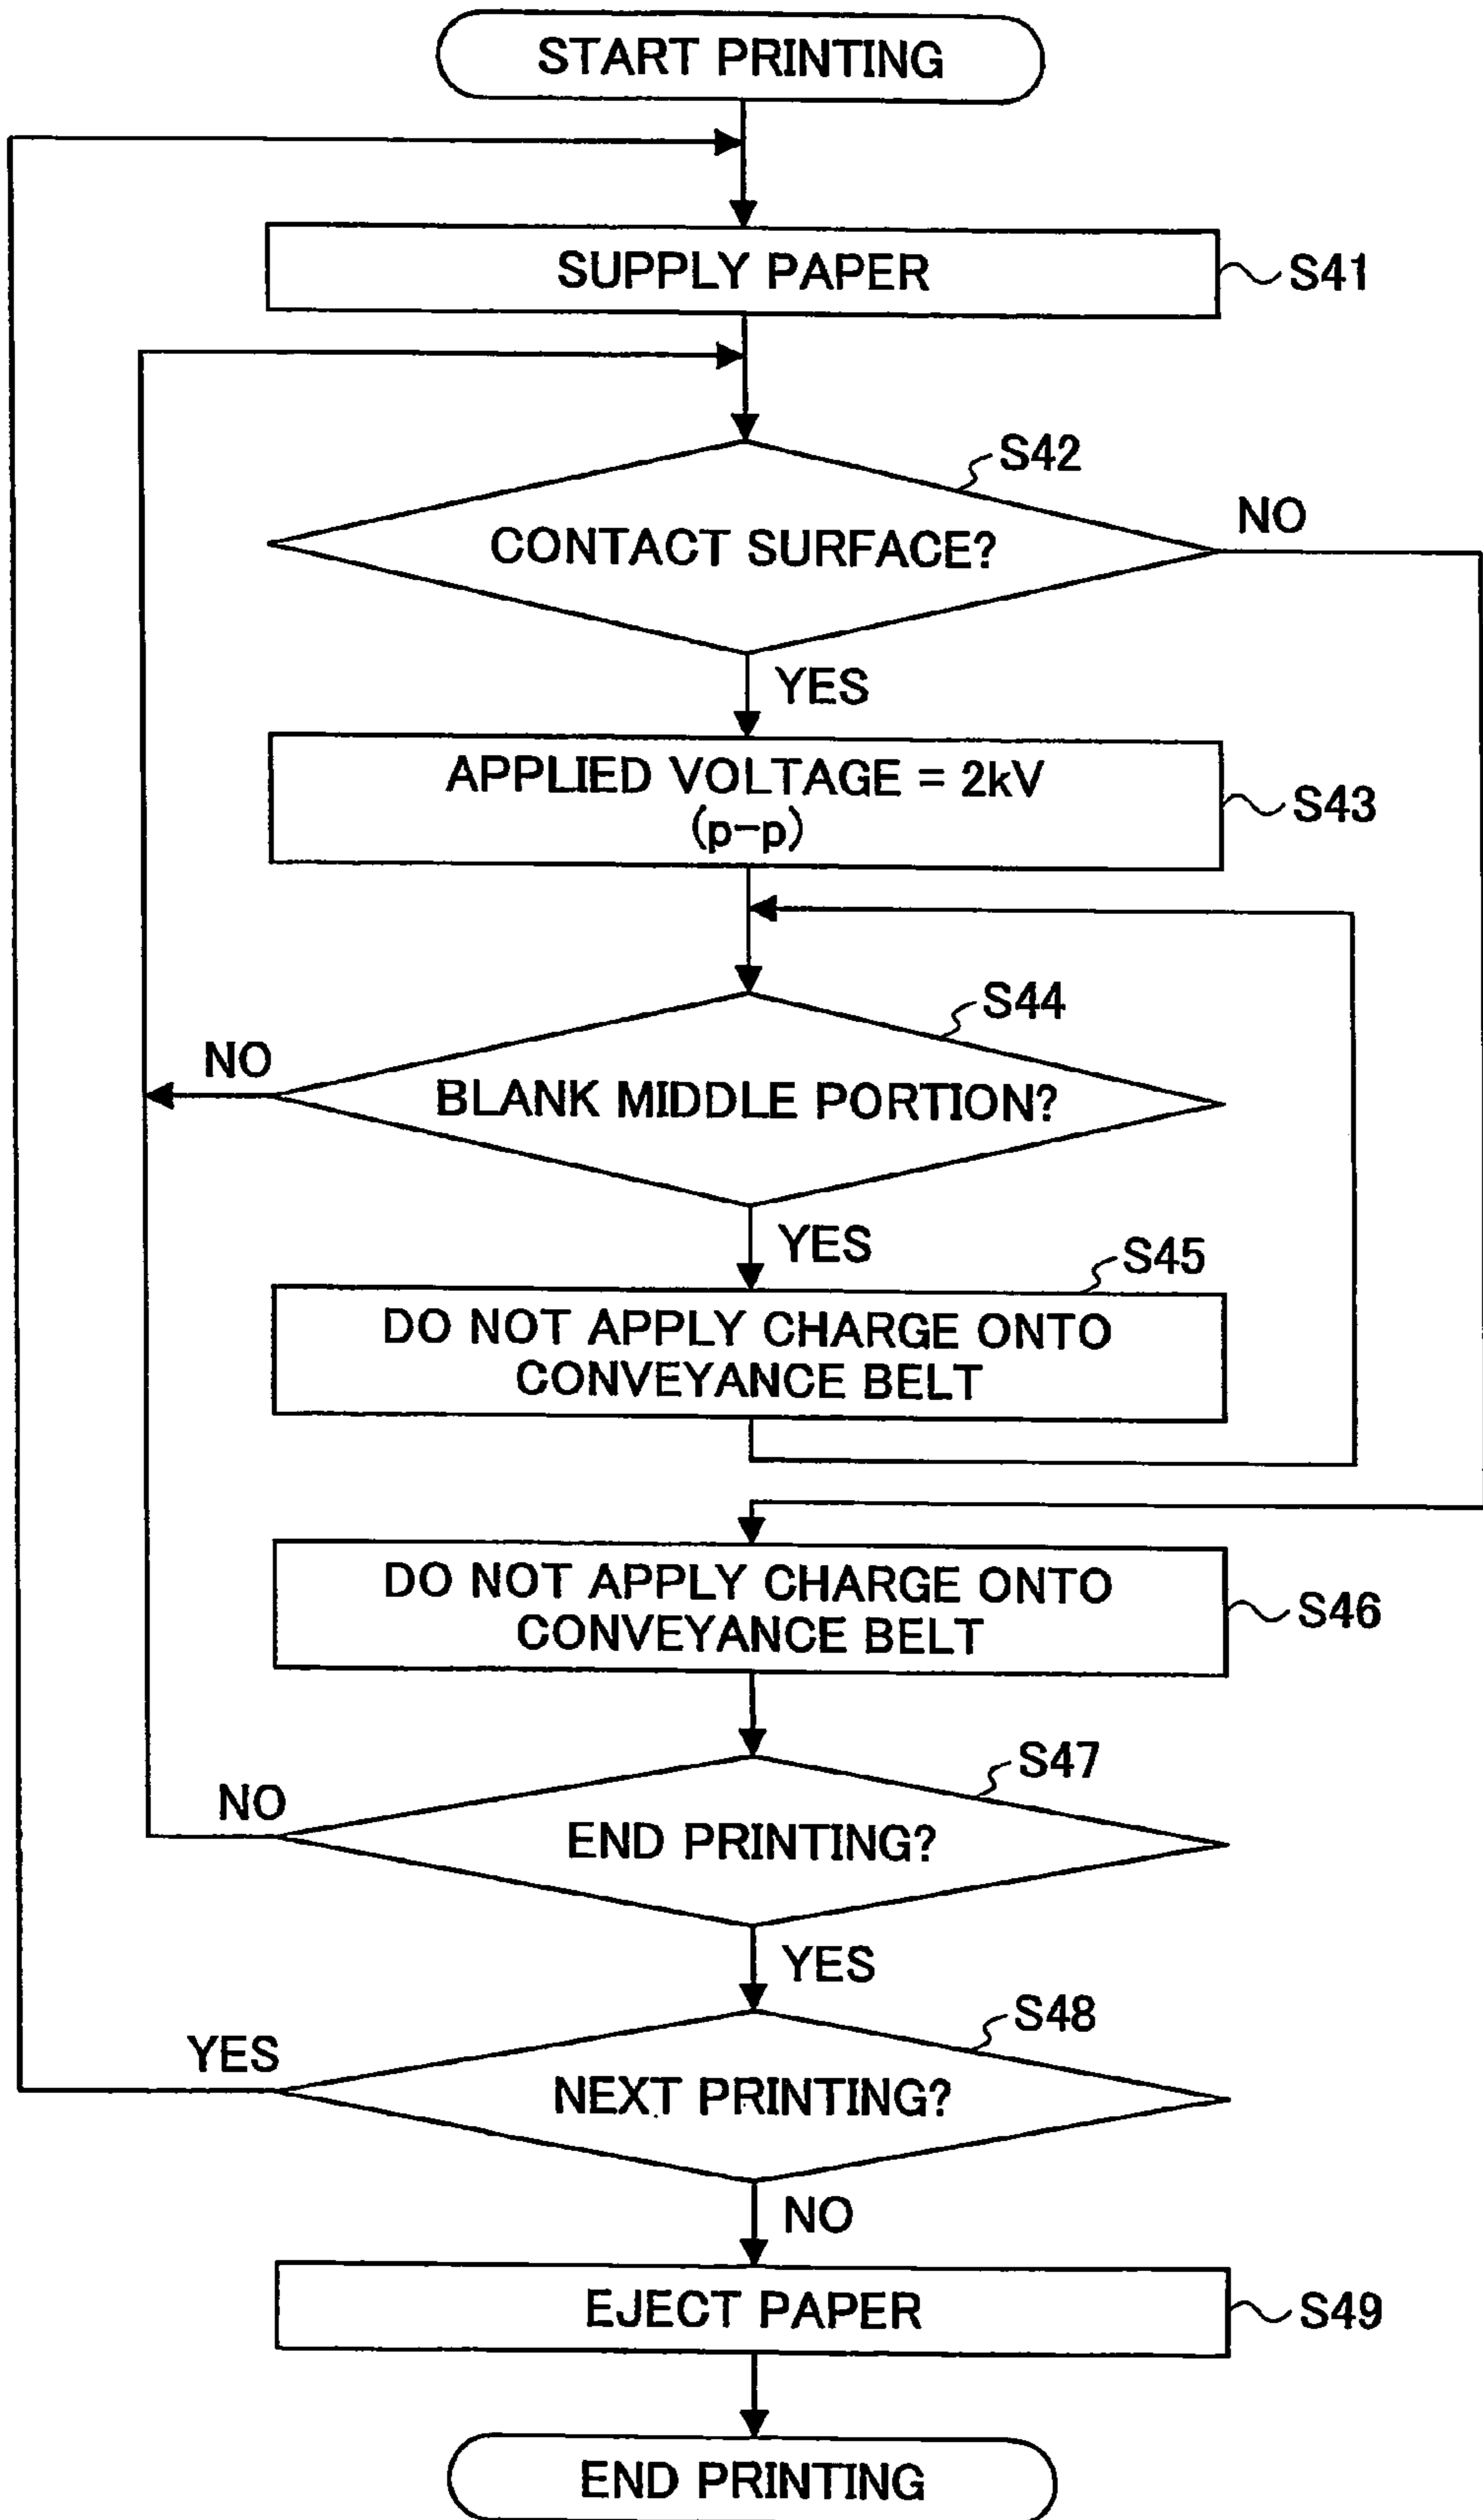 START PRINTING
SUPPLY PAPER
S41
S42
NO
CONTACT SURFACE?
YES
APPLIED VOLTAGE = 2kV
(p-p)
S43
S44
NO
BLANK MIDDLE PORTION?
YES
S45
DO NOT APPLY CHARGE ONTO
CONVEYANCE BELT
DO NOT APPLY CHARGE ONTO
CONVEYANCE BELT
S46
S47
NO
END PRINTING?
YES
S48
YES
NEXT PRINTING?
NO
EJECT PAPER
S49
END PRINTING